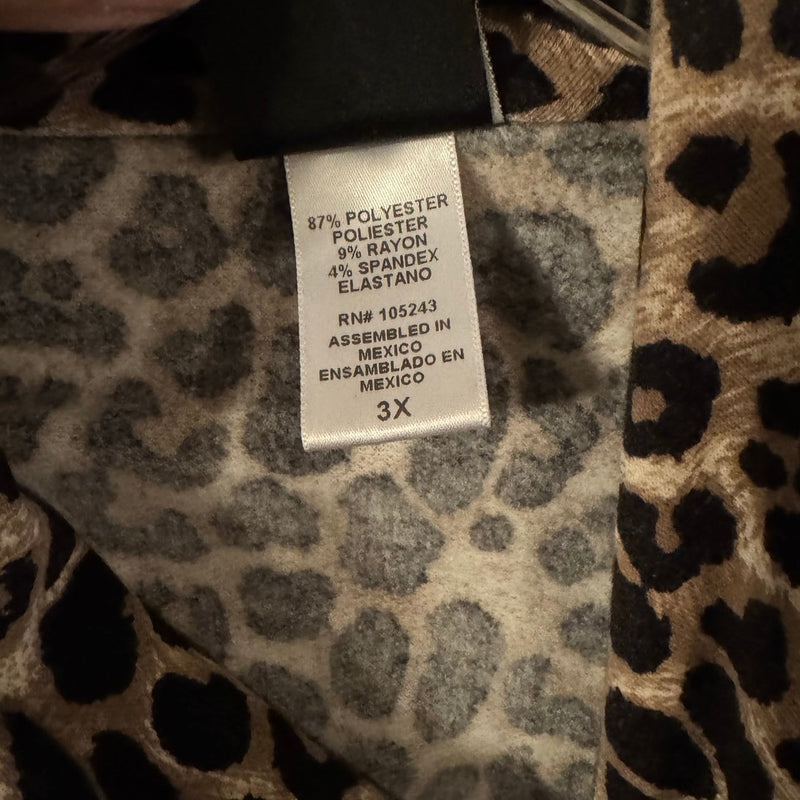 87% POLYESTER
POLIESTER
9% RAYON
4% SPANDEX
ELASTANO
RN# 105243
ASSEMBLED IN
MEXICO
ENSAMBLADO EN
MEXICO
3X